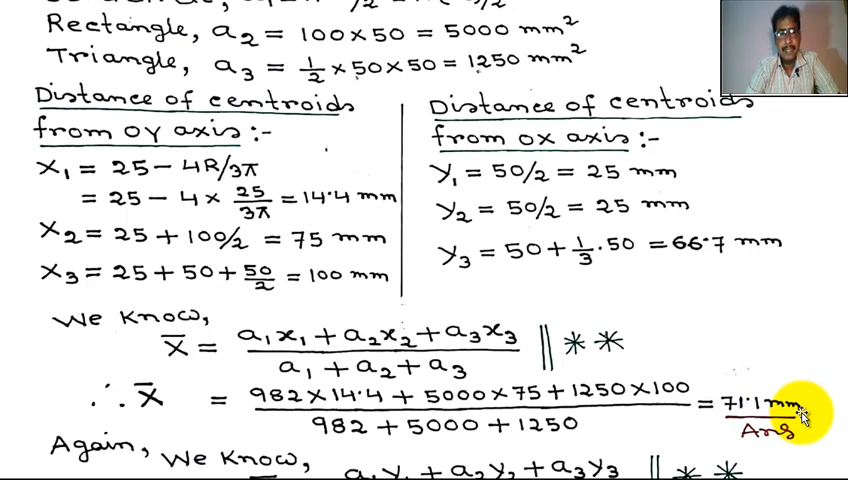 Rectangle, a₂ = 100×50 = 5000 mm²
Triangle, a₃ = 1/2 ×50×50 = 1250 mm²
Distance of centroids
from OY axis :-
x₁ = 25 - 4R/3π
= 25 - 4 × 25/3π = 14.4 mm
x₂ = 25 + 100/2 = 75 mm
x₃ = 25 + 50 + 50/2 = 100 mm
Distance of centroids
from OX axis :-
y₁ = 50/2 = 25 mm
y₂ = 50/2 = 25 mm
y₃ = 50 + 1/3 . 50 = 66.7 mm
We know,
x̄ = a₁x₁ + a₂x₂ + a₃x₃ / a₁ + a₂ + a₃ || **
∴ x̄ = 982 × 14.4 + 5000 × 75 + 1250 × 100 / 982 + 5000 + 1250 = 71.1 mm
Ans
Again, We know,
a₁y₁ + a₂y₂ + a₃y₃ || **